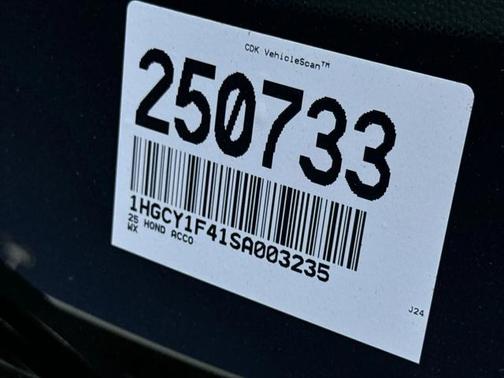 CDK VehicleScan™
250733
1HGCY1F41SA003235
25 HOND ACCO
WX
J24